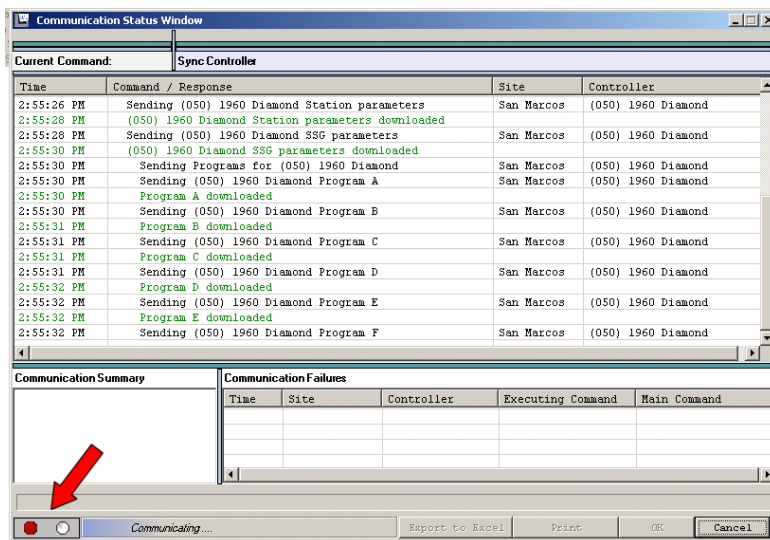 Communication Status Window
Current Command: Sync Controller
Time Command / Response Site Controller
2:55:26 PM Sending (050) 1960 Diamond Station parameters San Marcos (050) 1960 Diamond
2:55:28 PM (050) 1960 Diamond Station parameters downloaded
2:55:28 PM Sending (050) 1960 Diamond SSG parameters San Marcos (050) 1960 Diamond
2:55:30 PM (050) 1960 Diamond SSG parameters downloaded
2:55:30 PM Sending Programs for (050) 1960 Diamond San Marcos (050) 1960 Diamond
2:55:30 PM Sending (050) 1960 Diamond Program A San Marcos (050) 1960 Diamond
2:55:30 PM Program A downloaded
2:55:30 PM Sending (050) 1960 Diamond Program B San Marcos (050) 1960 Diamond
2:55:31 PM Program B downloaded
2:55:31 PM Sending (050) 1960 Diamond Program C San Marcos (050) 1960 Diamond
2:55:31 PM Program C downloaded
2:55:31 PM Sending (050) 1960 Diamond Program D San Marcos (050) 1960 Diamond
2:55:32 PM Program D downloaded
2:55:32 PM Sending (050) 1960 Diamond Program E San Marcos (050) 1960 Diamond
2:55:32 PM Program E downloaded
2:55:32 PM Sending (050) 1960 Diamond Program F San Marcos (050) 1960 Diamond
Communication Summary Communication Failures
Time Site Controller Executing Command Main Command
Communicating.... Export to Excel Print OK Cancel